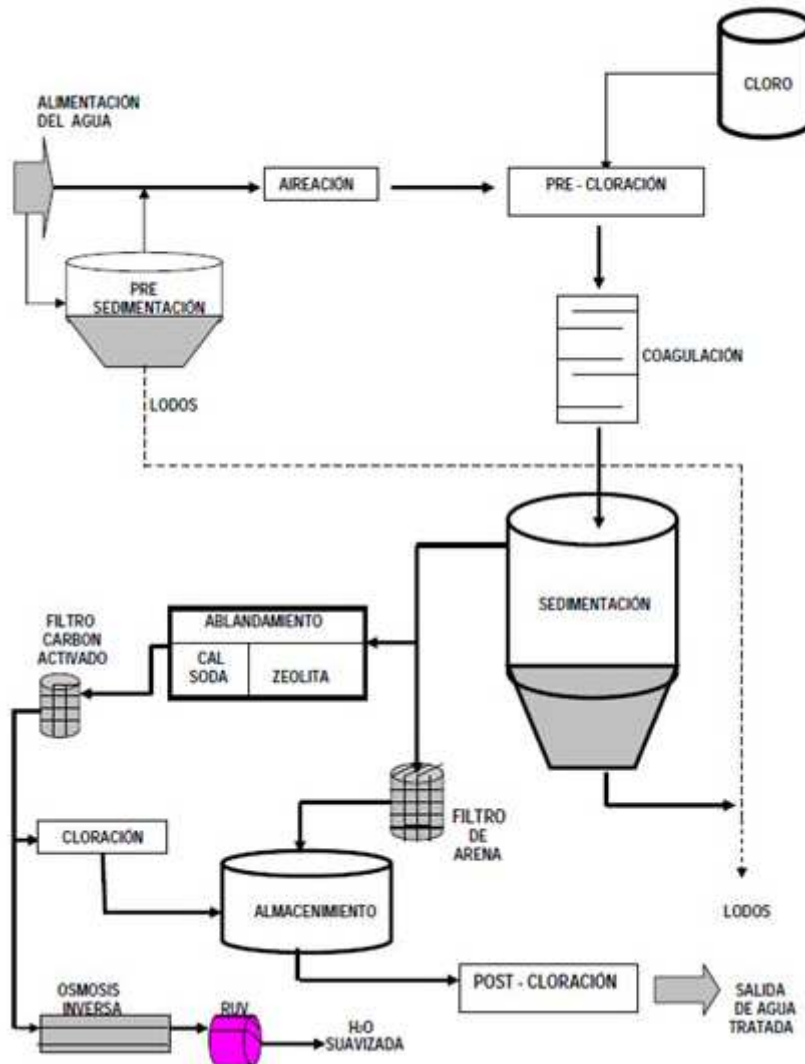 CLORO
ALIMENTACIÓN
DEL AGUA
AIREACIÓN
PRE - CLORACIÓN
PRE
SEDIMENTACIÓN
COAGULACIÓN
LODOS
SEDIMENTACIÓN
FILTRO
CARBON
ACTIVADO
ABLANDAMIENTO
CAL
SODA
ZEOLITA
FILTRO
DE
ARENA
CLORACIÓN
ALMACENIMIENTO
LODOS
POST - CLORACIÓN
SALIDA
DE AGUA
TRATADA
OSMOSIS
INVERSA
RUV
H2O
SUAVIZADA